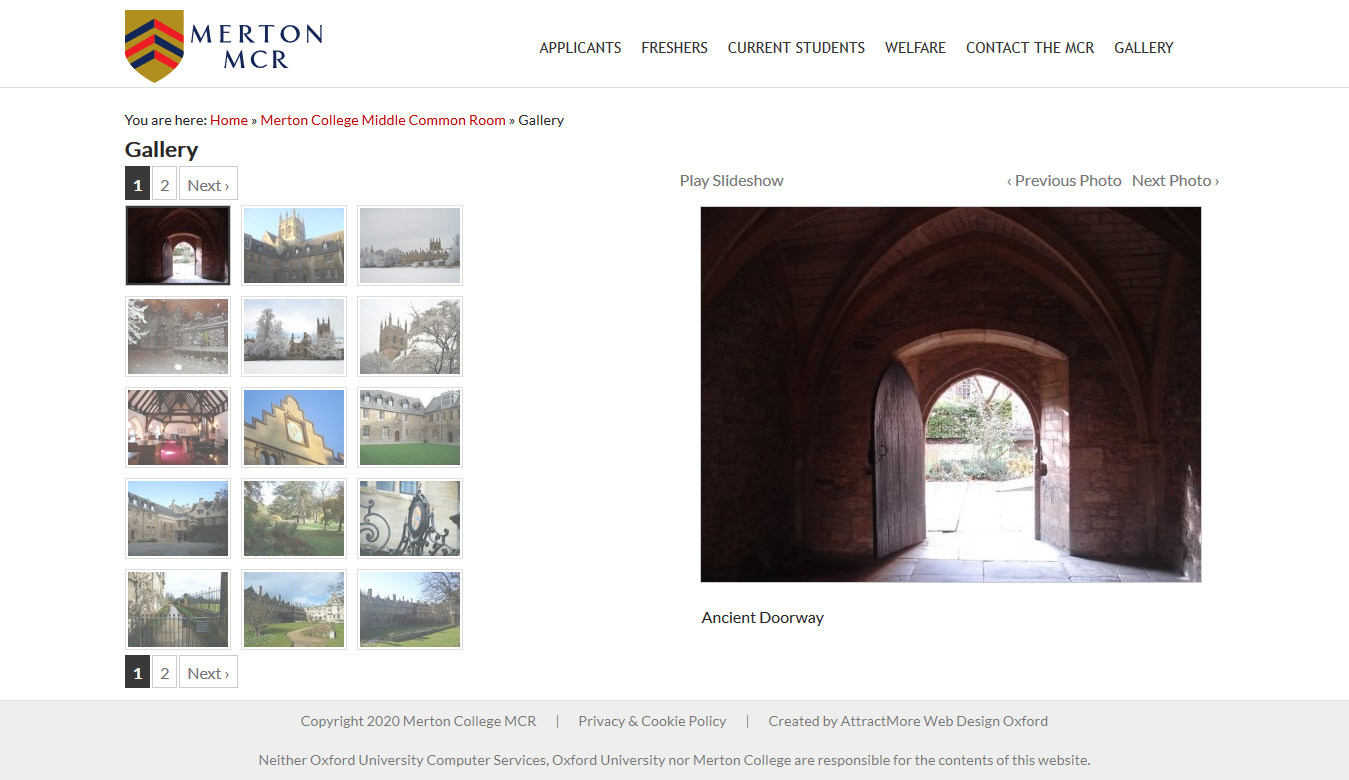 MERTON
MCR
APPLICANTS FRESHERS CURRENT STUDENTS WELFARE CONTACT THE MCR GALLERY
You are here: Home » Merton College Middle Common Room » Gallery
Gallery
1 2 Next ›
Play Slideshow ‹ Previous Photo Next Photo ›
Ancient Doorway
1 2 Next ›
Copyright 2020 Merton College MCR | Privacy & Cookie Policy | Created by AttractMore Web Design Oxford
Neither Oxford University Computer Services, Oxford University nor Merton College are responsible for the contents of this website.